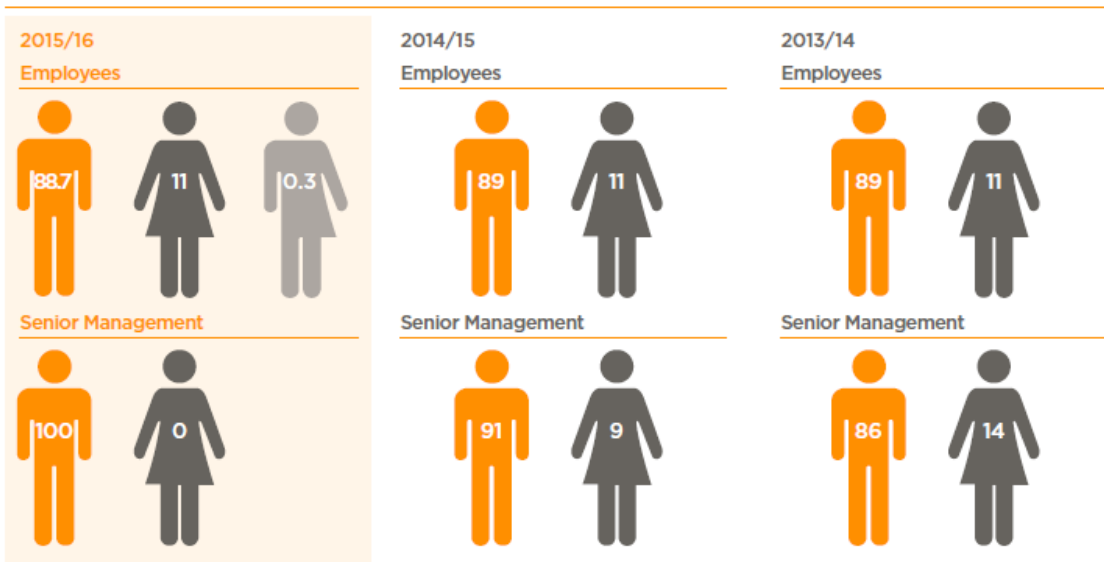 2015/16
Employees
88.7 11 0.3
Senior Management
100 0
2014/15
Employees
89 11
Senior Management
91 9
2013/14
Employees
89 11
Senior Management
86 14